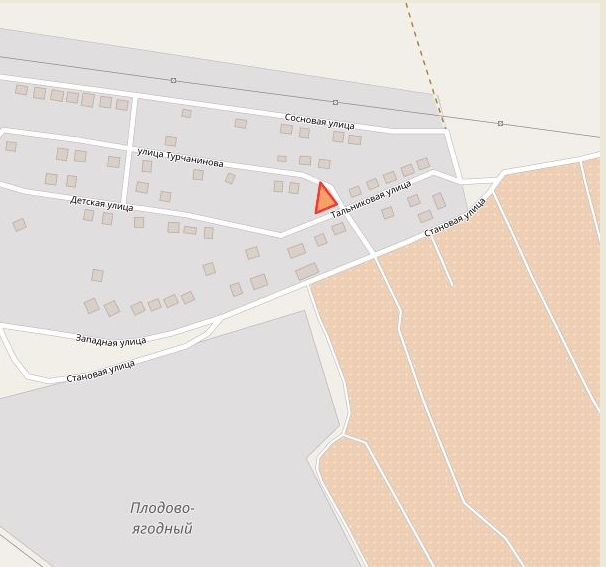 Сосновая улица
улица Турчанинова
Тальниковая улица
Детская улица
Становая улица
Западная улица
Становая улица
Плодово-
ягодный